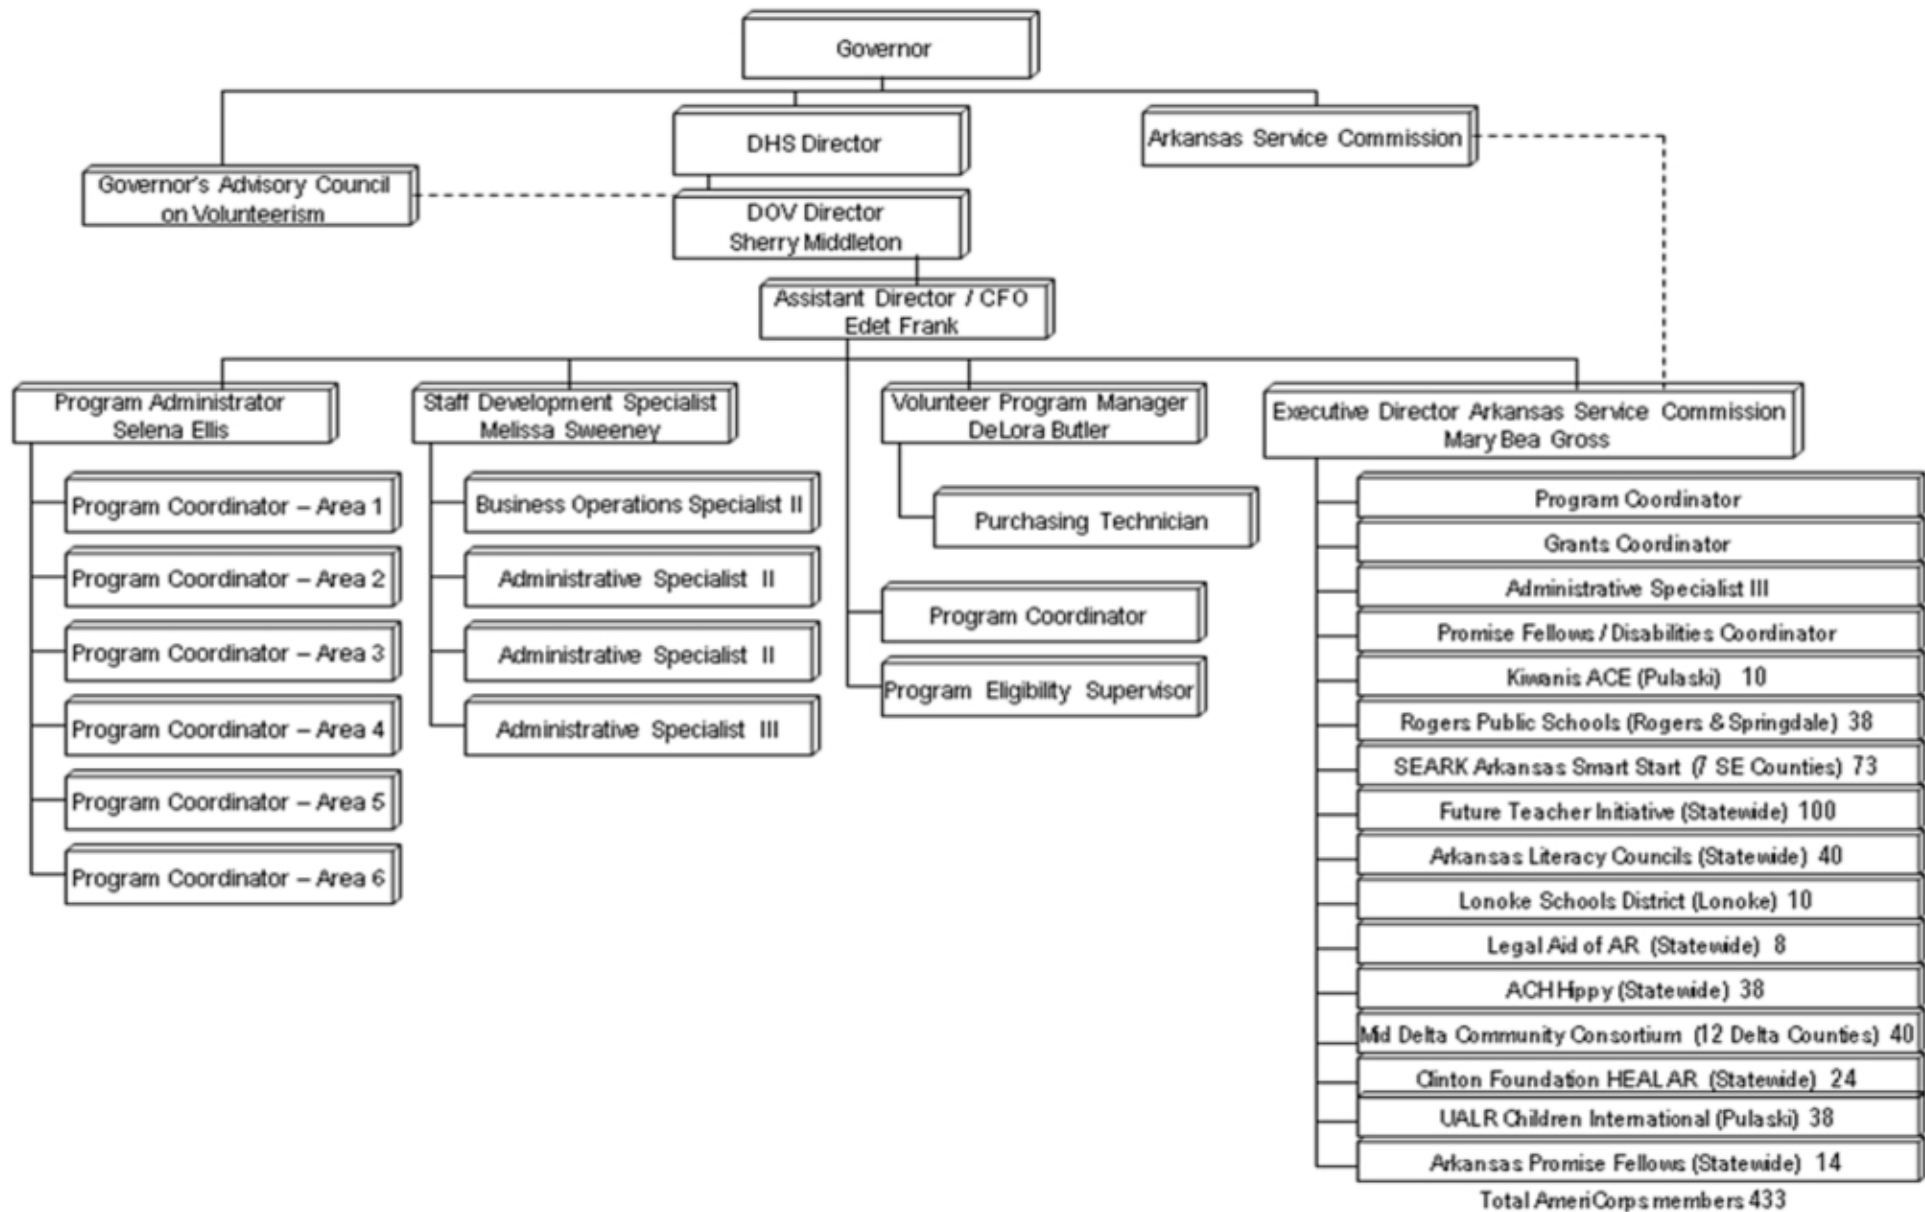 Governor
DHS Director
Arkansas Service Commission
Governor's Advisory Council
on Volunteerism
DOV Director
Sherry Middleton
Assistant Director / CFO
Edet Frank
Program Administrator
Selena Ellis
Program Coordinator – Area 1
Program Coordinator – Area 2
Program Coordinator – Area 3
Program Coordinator – Area 4
Program Coordinator – Area 5
Program Coordinator – Area 6
Staff Development Specialist
Melissa Sweeney
Business Operations Specialist II
Administrative Specialist II
Administrative Specialist II
Administrative Specialist III
Volunteer Program Manager
DeLora Butler
Purchasing Technician
Program Coordinator
Program Eligibility Supervisor
Executive Director Arkansas Service Commission
Mary Bea Gross
Program Coordinator
Grants Coordinator
Administrative Specialist III
Promise Fellows / Disabilities Coordinator
Kiwanis ACE (Pulaski) 10
Rogers Public Schools (Rogers & Springdale) 38
SEARK Arkansas Smart Start (7 SE Counties) 73
Future Teacher Initiative (Statewide) 100
Arkansas Literacy Councils (Statewide) 40
Lonoke Schools District (Lonoke) 10
Legal Aid of AR (Statewide) 8
ACH Hippy (Statewide) 38
Mid Delta Community Consortium (12 Delta Counties) 40
Clinton Foundation HEAL AR (Statewide) 24
UALR Children International (Pulaski) 38
Arkansas Promise Fellows (Statewide) 14
Total AmeriCorps members 433